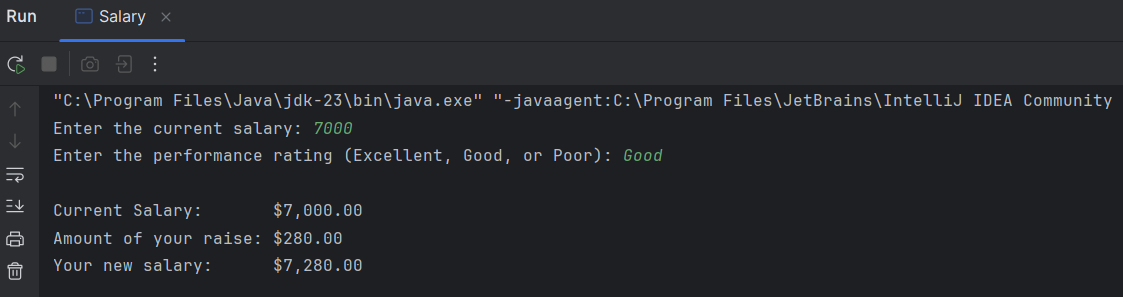 Run Salary
"C:\Program Files\Java\jdk-23\bin\java.exe" "-javaagent:C:\Program Files\JetBrains\IntelliJ IDEA Community
Enter the current salary: 7000
Enter the performance rating (Excellent, Good, or Poor): Good
Current Salary:       $7,000.00
Amount of your raise: $280.00
Your new salary:      $7,280.00